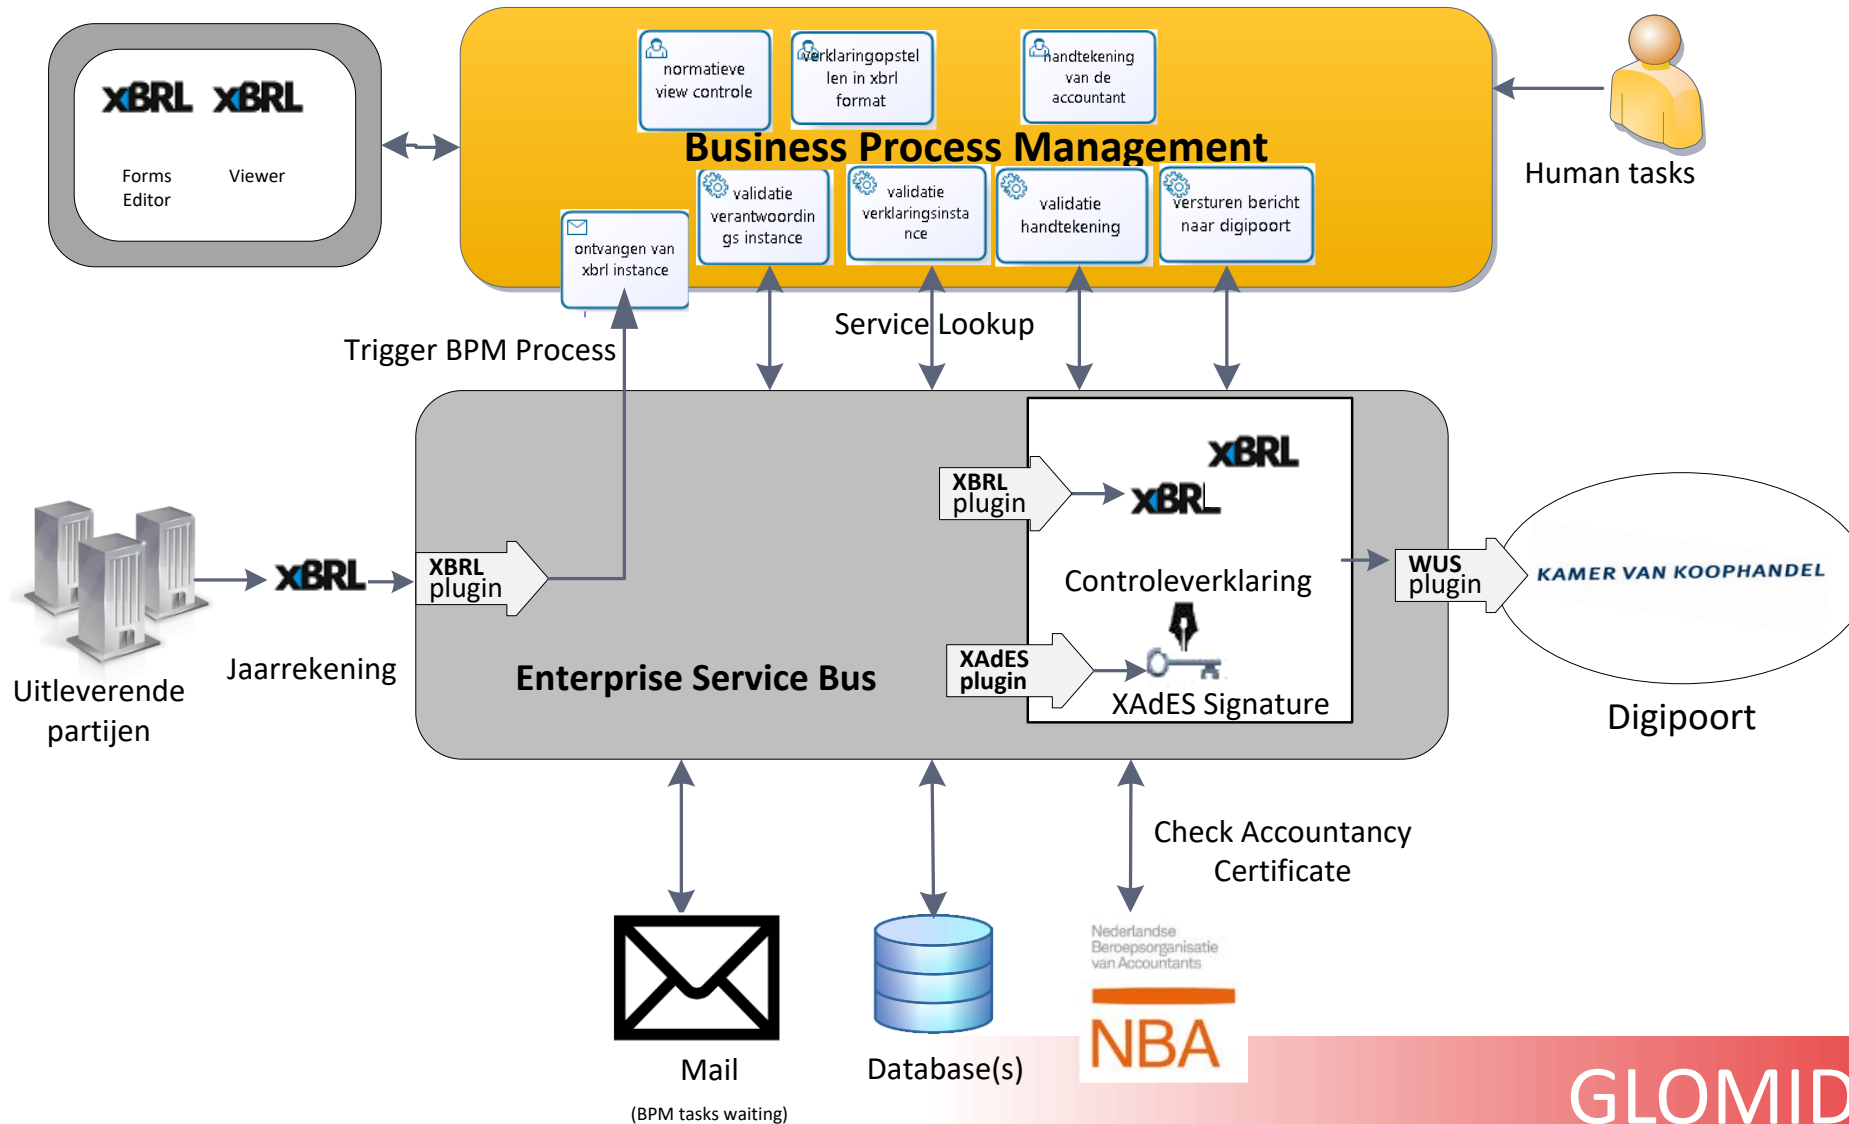 xBRL xBRL
Forms
Editor
Viewer
normatieve
view controle
verklaringopstel
len in xbrl
format
handtekening
van de
accountant
Business Process Management
ontvangen van
xbrl instance
validatie
verantwoordin
gs instance
validatie
verklaringsinsta
nce
validatie
handtekening
versturen bericht
naar digipoort
Human tasks
Trigger BPM Process
Service Lookup
Uitleverende
partijen
xBRL
Jaarrekening
XBRL
plugin
Enterprise Service Bus
XBRL
plugin
xBRL
xBRL
Controleverklaring
XAdES
plugin
XAdES Signature
WUS
plugin
KAMER VAN KOOPHANDEL
Digipoort
Check Accountancy
Certificate
Mail
(BPM tasks waiting)
Database(s)
Nederlandse
Beroepsorganisatie
van Accountants
NBA
GLOMID